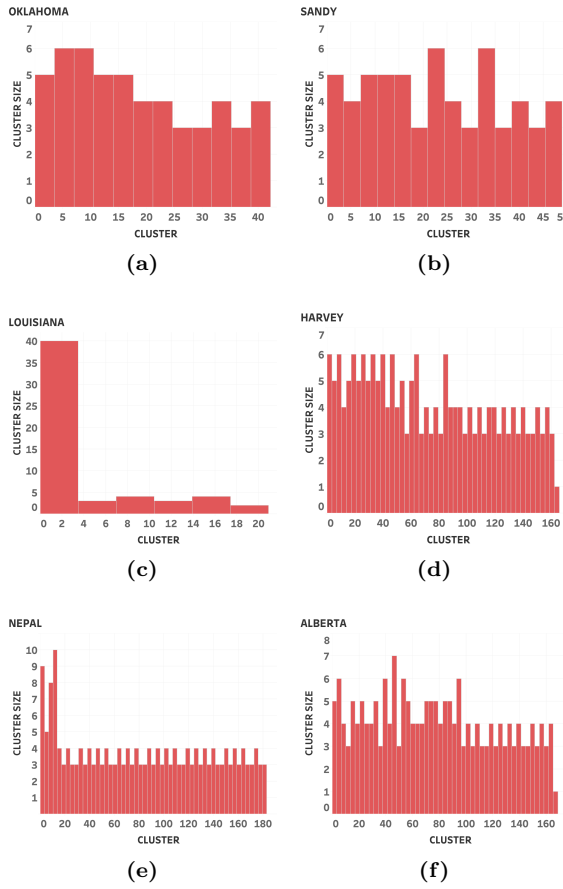 OKLAHOMA
7
6
5
4
3
2
1
0
CLUSTER SIZE
0 5 10 15 20 25 30 35 40
CLUSTER
(a)
SANDY
7
6
5
4
3
2
1
0
CLUSTER SIZE
0 5 10 15 20 25 30 35 40 45 5
CLUSTER
(b)
LOUISIANA
40
35
30
25
20
15
10
5
0
CLUSTER SIZE
0 2 4 6 8 10 12 14 16 18 20
CLUSTER
(c)
HARVEY
7
6
5
4
3
2
1
0
CLUSTER SIZE
0 20 40 60 80 100 120 140 160
CLUSTER
(d)
NEPAL
10
9
8
7
6
5
4
3
2
1
CLUSTER SIZE
0 20 40 60 80 100 120 140 160 180
CLUSTER
(e)
ALBERTA
8
7
6
5
4
3
2
1
0
CLUSTER SIZE
0 20 40 60 80 100 120 140 160
CLUSTER
(f)